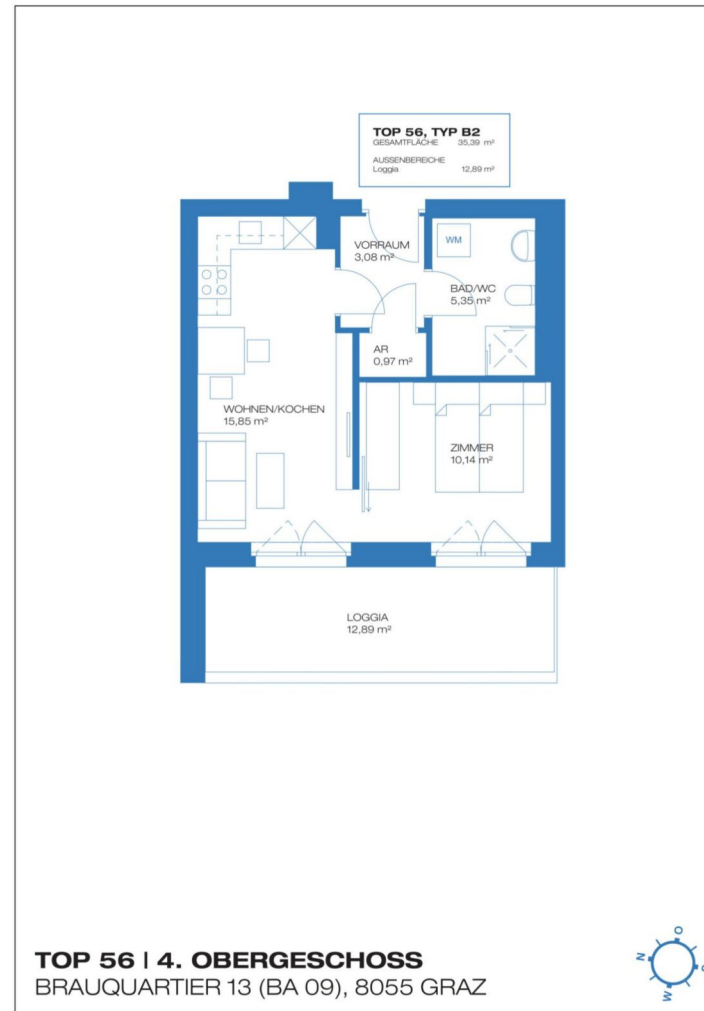 TOP 56, TYP B2
GESAMTFLÄCHE 35,39 m²
AUSSENBEREICHE
Loggia 12,89 m²
VORRAUM
3,08 m²
WM
BAD/WC
5,35 m²
AR
0,97 m²
WOHNEN/KOCHEN
15,85 m²
ZIMMER
10,14 m²
LOGGIA
12,89 m²
TOP 56 | 4. OBERGESCHOSS
BRAUQUARTIER 13 (BA 09), 8055 GRAZ
N
O
S
W